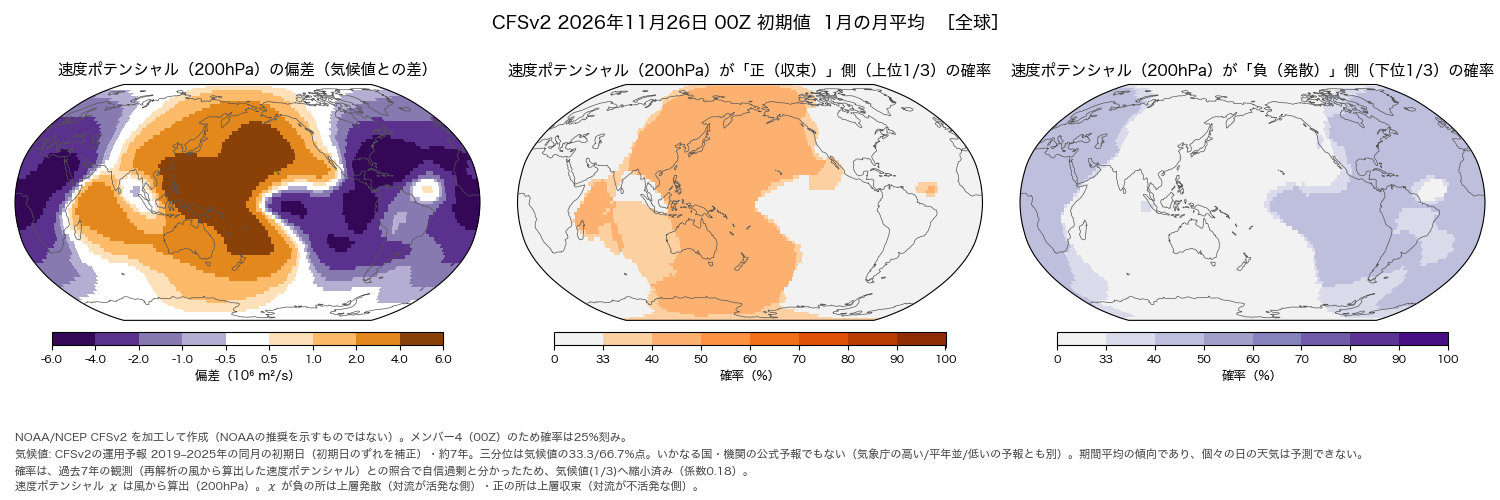 CFSv2 2026年11月26日 00Z 初期値 1月の月平均 ［全球］
速度ポテンシャル（200hPa）の偏差（気候値との差）
速度ポテンシャル（200hPa）が「正（収束）」側（上位1/3）の確率
速度ポテンシャル（200hPa）が「負（発散）」側（下位1/3）の確率
-6.0 -4.0 -2.0 -1.0 -0.5 0.5 1.0 2.0 4.0 6.0
偏差（10⁶ m²/s）
0 33 40 50 60 70 80 90 100
確率（%）
0 33 40 50 60 70 80 90 100
確率（%）
NOAA/NCEP CFSv2 を加工して作成（NOAAの推奨を示すものではない）。メンバー4（00Z）のため確率は25%刻み。
気候値: CFSv2の運用予報 2019–2025年の同月の初期日（初期日のずれを補正）・約7年。三分位は気候値の33.3/66.7%点。いかなる国・機関の公式予報でもない（気象庁の高い/平年並/低いの予報とも別）。期間平均の傾向であり、個々の日の天気は予測できない。
確率は、過去7年の観測（再解析の風から算出した速度ポテンシャル）との照合で自信過剰と分かったため、気候値(1/3)へ縮小済み（係数0.18）。
速度ポテンシャル χ は風から算出（200hPa）。χ が負の所は上層発散（対流が活発な側）・正の所は上層収束（対流が不活発な側）。